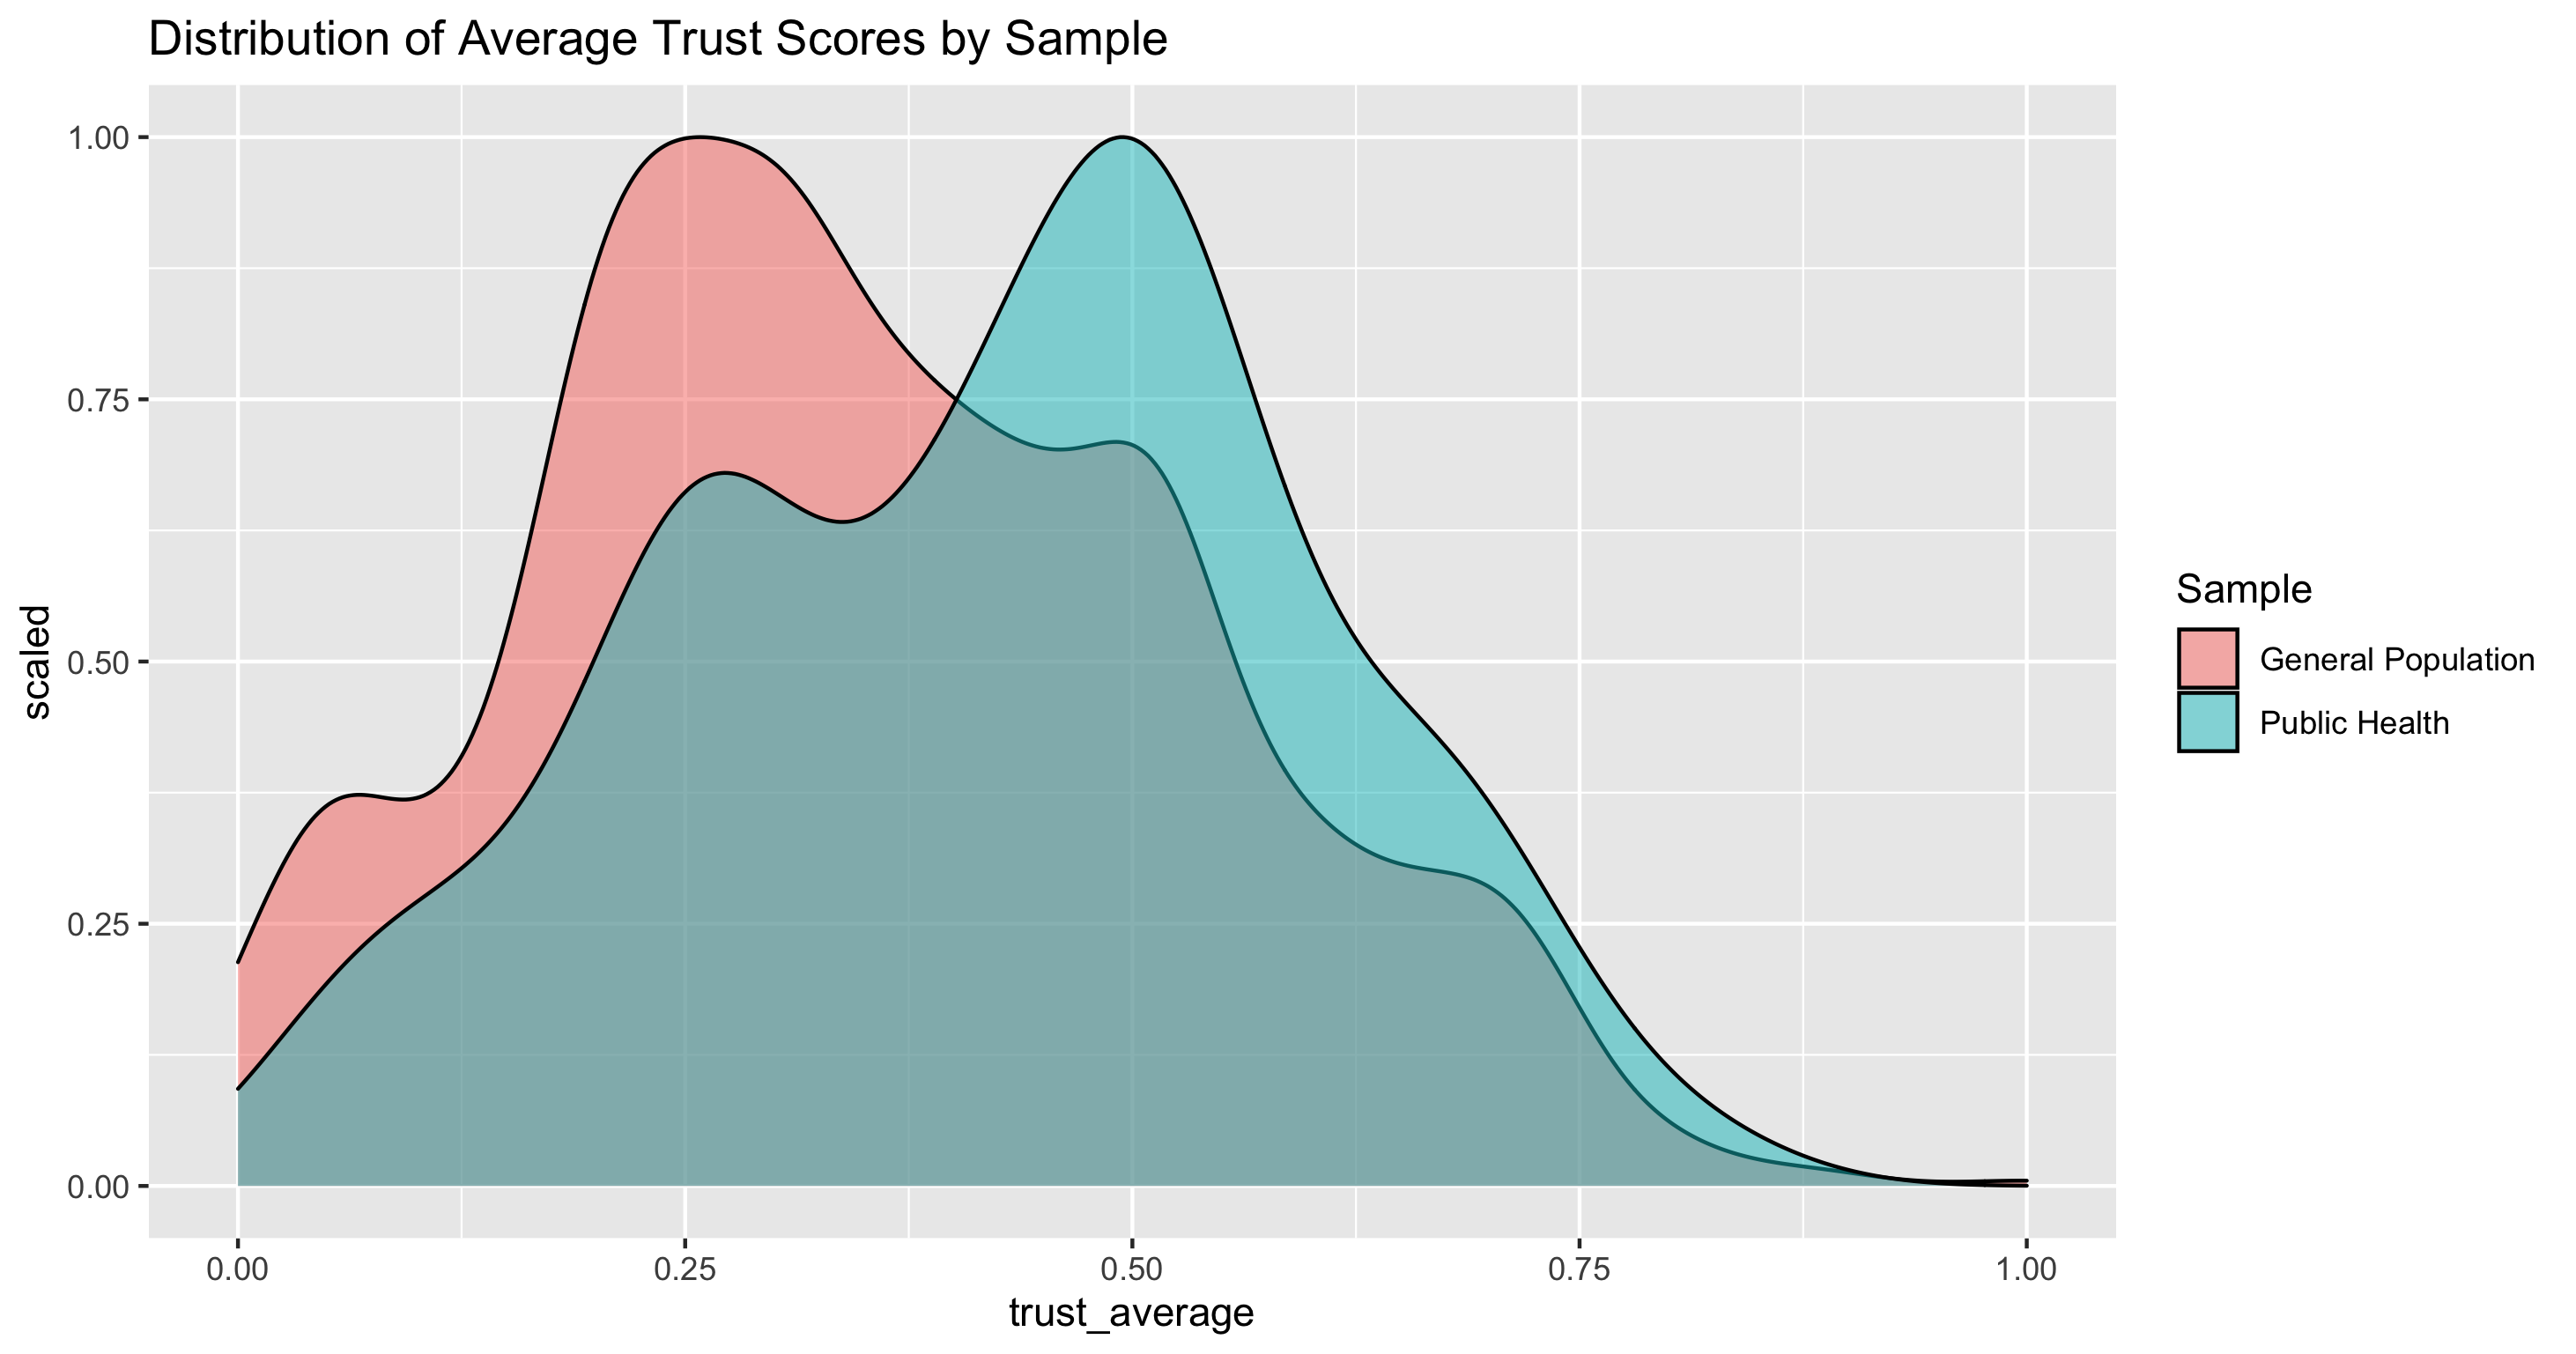 Distribution of Average Trust Scores by Sample
1.00
0.75
0.50
0.25
0.00
scaled
0.00 0.25 0.50 0.75 1.00
trust_average
Sample
General Population
Public Health